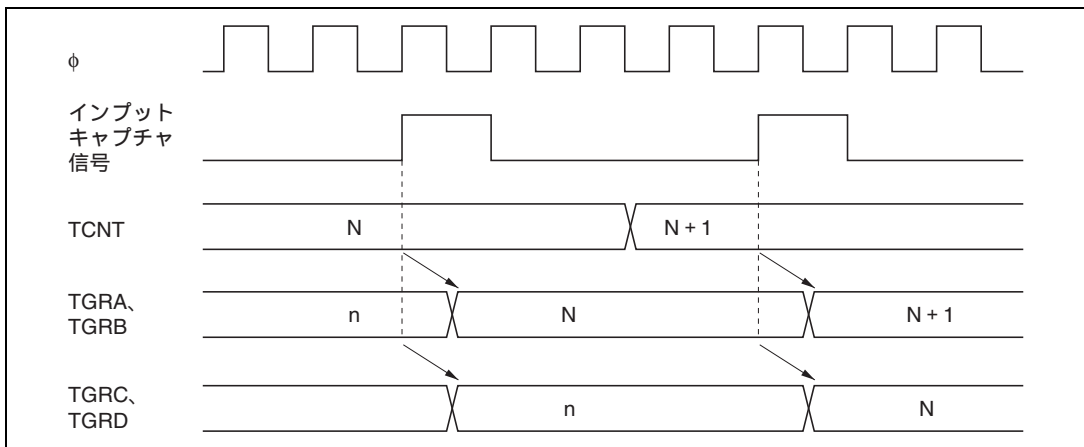 φ
インプット
キャプチャ
信号
TCNT
N
N + 1
TGRA、
TGRB
n
N
N + 1
TGRC、
TGRD
n
N